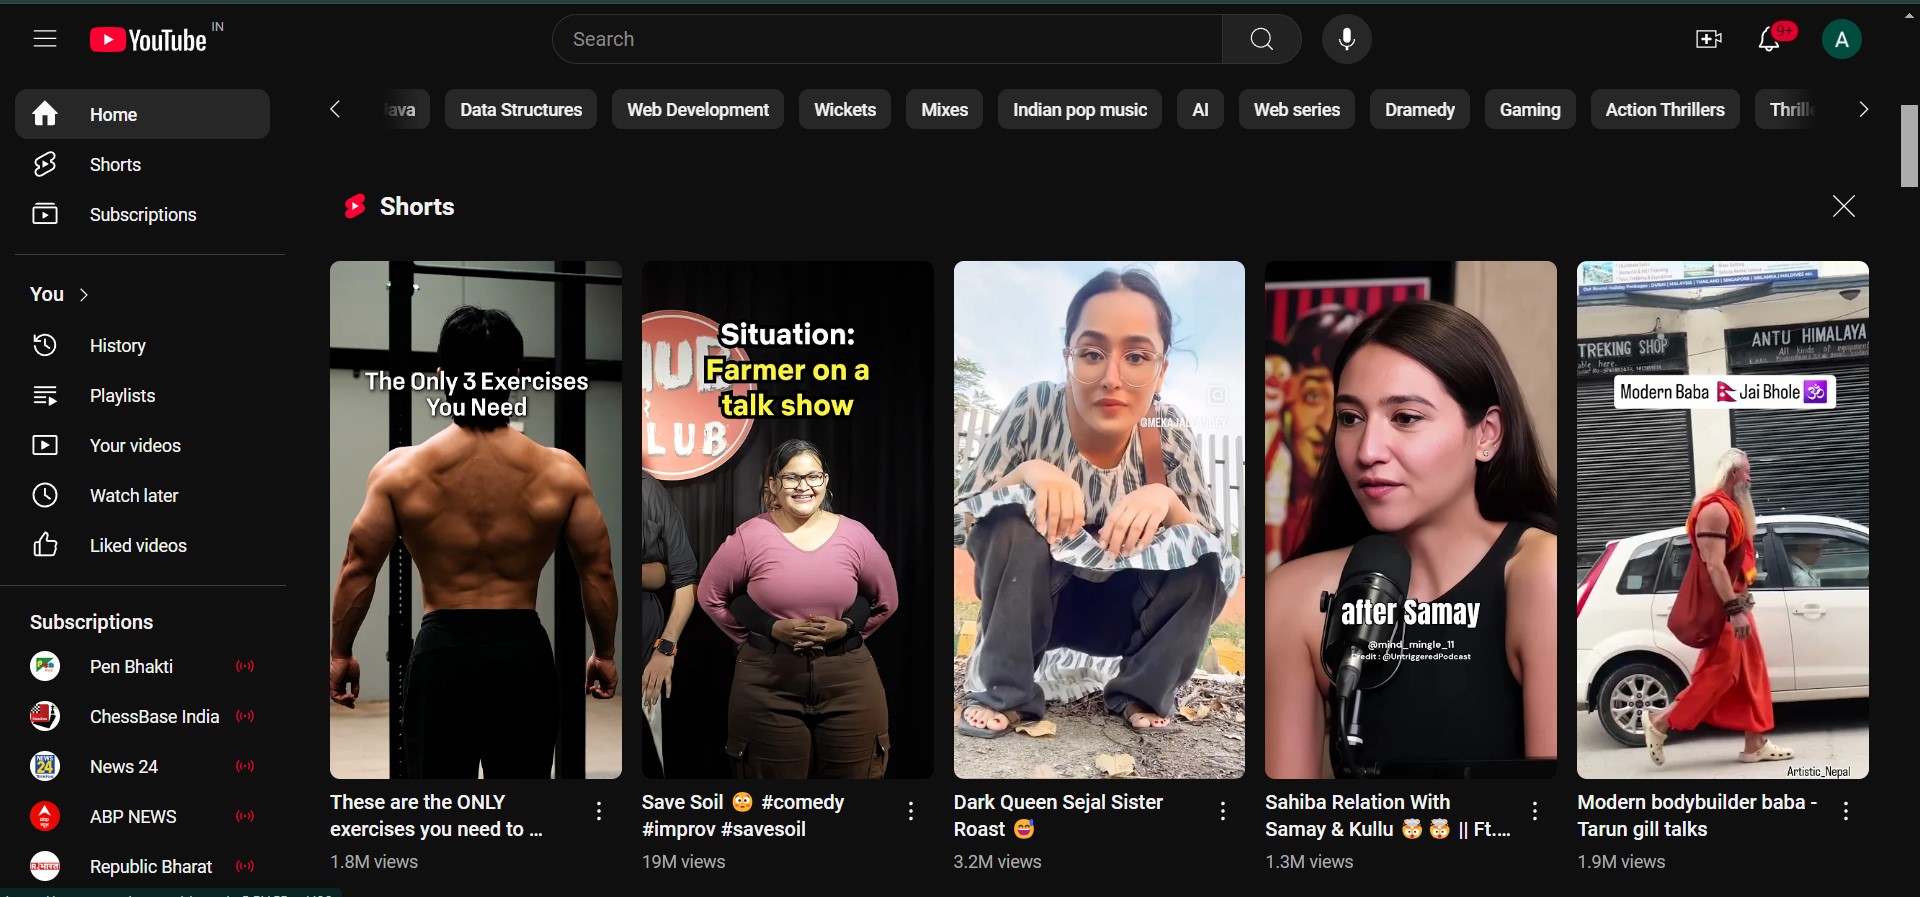 YouTube IN
Search
9+
A
Home
Shorts
Subscriptions
You
History
Playlists
Your videos
Watch later
Liked videos
Subscriptions
Pen Bhakti
ChessBase India
News 24
ABP NEWS
Republic Bharat
ava
Data Structures
Web Development
Wickets
Mixes
Indian pop music
AI
Web series
Dramedy
Gaming
Action Thrillers
Thrille
Shorts
The Only 3 Exercises
You Need
These are the ONLY
exercises you need to ...
1.8M views
HUB
LUB
Situation:
Farmer on a
talk show
Save Soil 😳 #comedy
#improv #savesoil
19M views
Dark Queen Sejal Sister
Roast 😅
3.2M views
after Samay
@mind_mingle_11
Credit : @UntriggeredPodcast
Sahiba Relation With
Samay & Kullu 🤯 🤯 || Ft....
1.3M views
TREKING SHOP
ANTU HIMALAYA
All kinds of
Modern Baba 🇳🇵 Jai Bhole 🕉
Artistic_Nepal
Modern bodybuilder baba -
Tarun gill talks
1.9M views